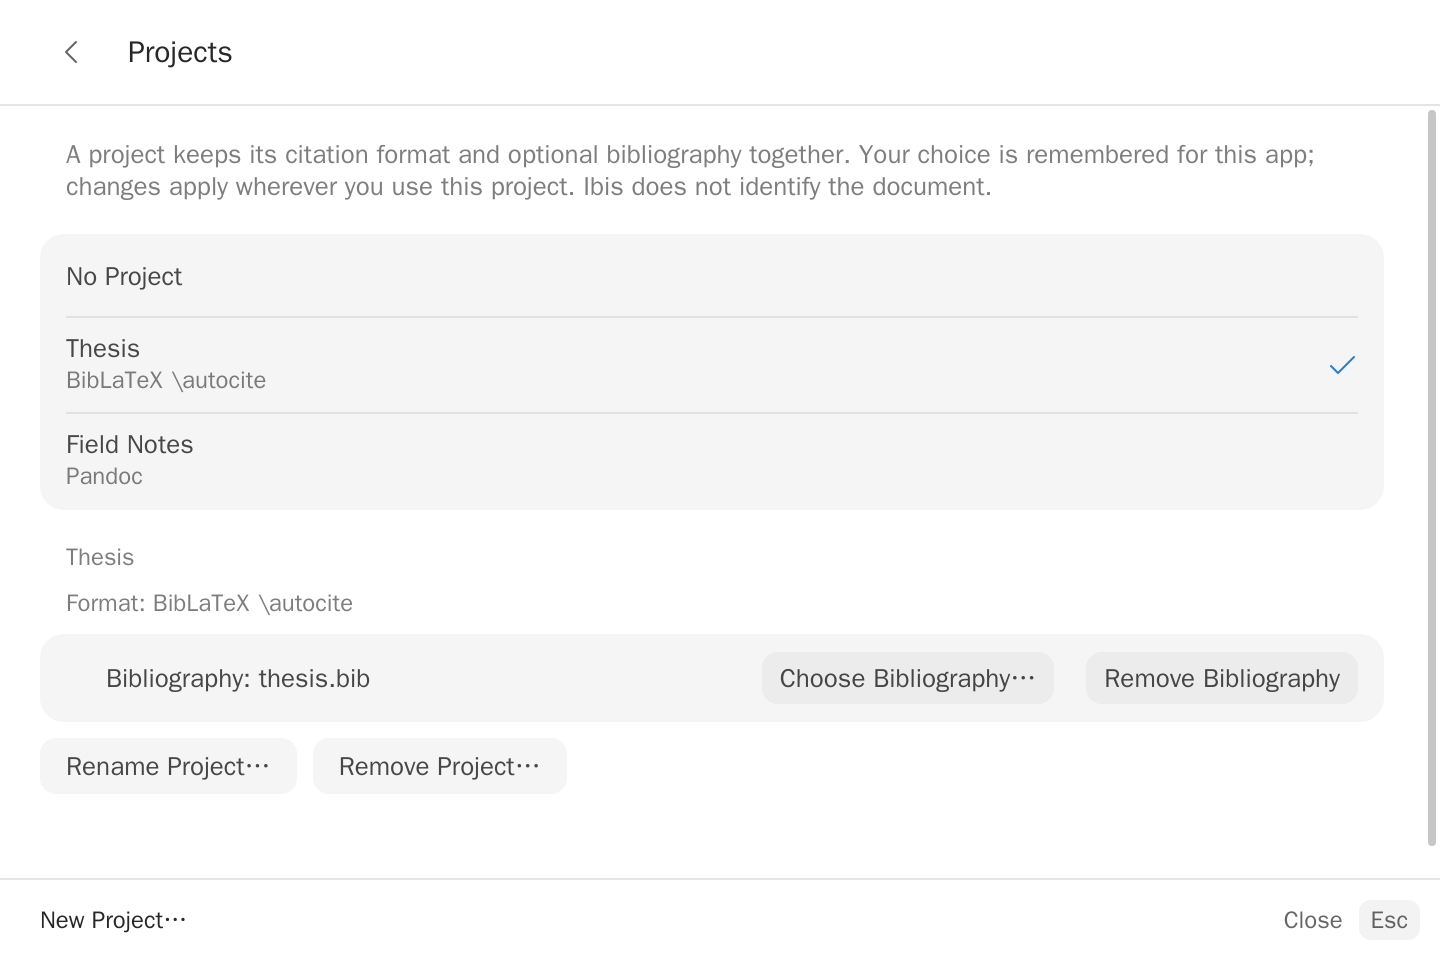 Projects
A project keeps its citation format and optional bibliography together. Your choice is remembered for this app;
changes apply wherever you use this project. Ibis does not identify the document.
No Project
Thesis
BibLaTeX \autocite
Field Notes
Pandoc
Thesis
Format: BibLaTeX \autocite
Bibliography: thesis.bib
Choose Bibliography…
Remove Bibliography
Rename Project…
Remove Project…
New Project…
Close
Esc